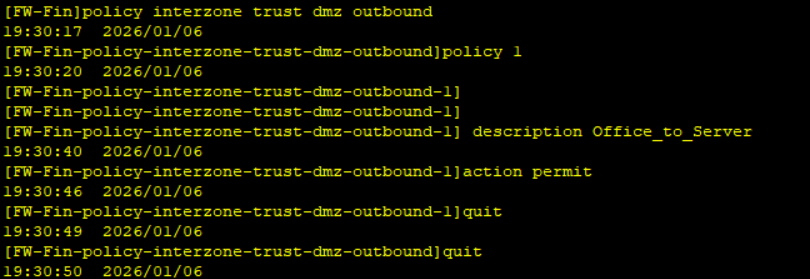 [FW-Fin]policy interzone trust dmz outbound
19:30:17  2026/01/06
[FW-Fin-policy-interzone-trust-dmz-outbound]policy 1
19:30:20  2026/01/06
[FW-Fin-policy-interzone-trust-dmz-outbound-1]
[FW-Fin-policy-interzone-trust-dmz-outbound-1]
[FW-Fin-policy-interzone-trust-dmz-outbound-1] description Office_to_Server
19:30:40  2026/01/06
[FW-Fin-policy-interzone-trust-dmz-outbound-1]action permit
19:30:46  2026/01/06
[FW-Fin-policy-interzone-trust-dmz-outbound-1]quit
19:30:49  2026/01/06
[FW-Fin-policy-interzone-trust-dmz-outbound]quit
19:30:50  2026/01/06